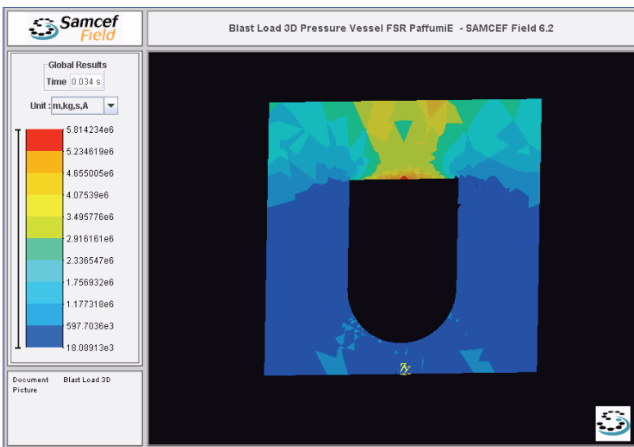 Samcef
Field
Blast Load 3D Pressure Vessel FSR PaffumiE - SAMCEF Field 6.2
Global Results
Time 0.034 s
Unit : m,kg,s,A
5.814234e6
5.234619e6
4.655005e6
4.07539e6
3.495776e6
2.916161e6
2.336547e6
1.756932e6
1.177318e6
597.7036e3
18.08913e3
Document Blast Load 3D
Picture